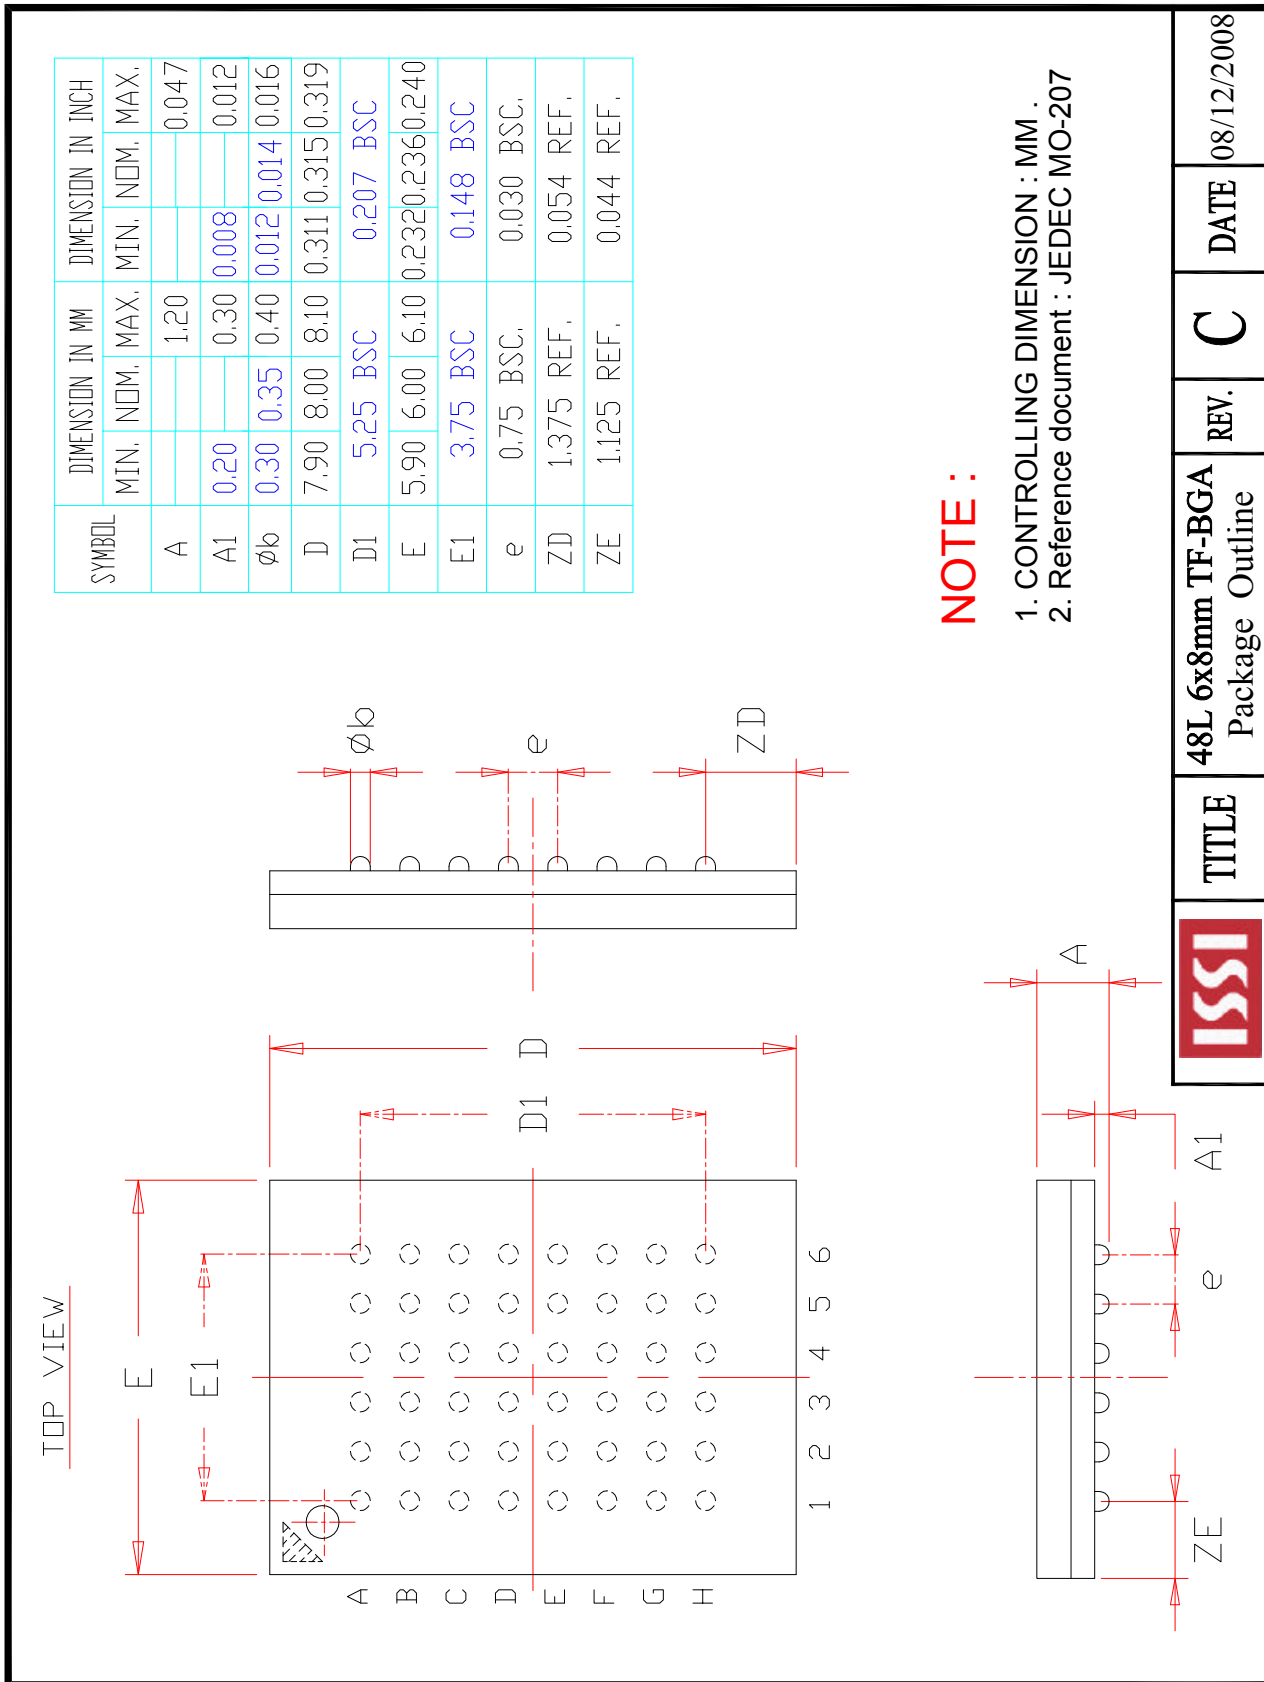 TOP VIEW
E
E1
D
D1
A
B
C
D
E
F
G
H
1 2 3 4 5 6
Øb
e
ZD
ZE
e
A1
A
SYMBOL DIMENSION IN MM DIMENSION IN INCH
MIN. NOM. MAX. MIN. NOM. MAX.
A 1.20 0.047
A1 0.20 0.30 0.008 0.012
Øb 0.30 0.35 0.40 0.012 0.014 0.016
D 7.90 8.00 8.10 0.311 0.315 0.319
D1 5.25 BSC 0.207 BSC
E 5.90 6.00 6.10 0.232 0.236 0.240
E1 3.75 BSC 0.148 BSC
e 0.75 BSC. 0.030 BSC.
ZD 1.375 REF. 0.054 REF.
ZE 1.125 REF. 0.044 REF.
NOTE :
1. CONTROLLING DIMENSION : MM .
2. Reference document : JEDEC MO-207
ISSI
TITLE
48L 6x8mm TF-BGA
Package Outline
REV.
C
DATE
08/12/2008